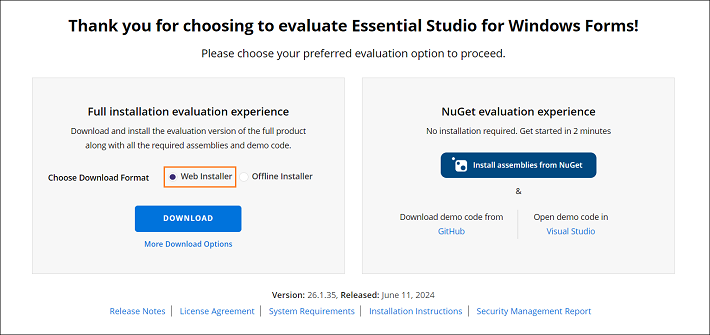 Thank you for choosing to evaluate Essential Studio for Windows Forms!
Please choose your preferred evaluation option to proceed.
Full installation evaluation experience
Download and install the evaluation version of the full product
along with all the required assemblies and demo code.
Choose Download Format Web Installer Offline Installer
DOWNLOAD
More Download Options
NuGet evaluation experience
No installation required. Get started in 2 minutes
Install assemblies from NuGet
&
Download demo code from
GitHub
Open demo code in
Visual Studio
Version: 26.1.35, Released: June 11, 2024
Release Notes | License Agreement | System Requirements | Installation Instructions | Security Management Report